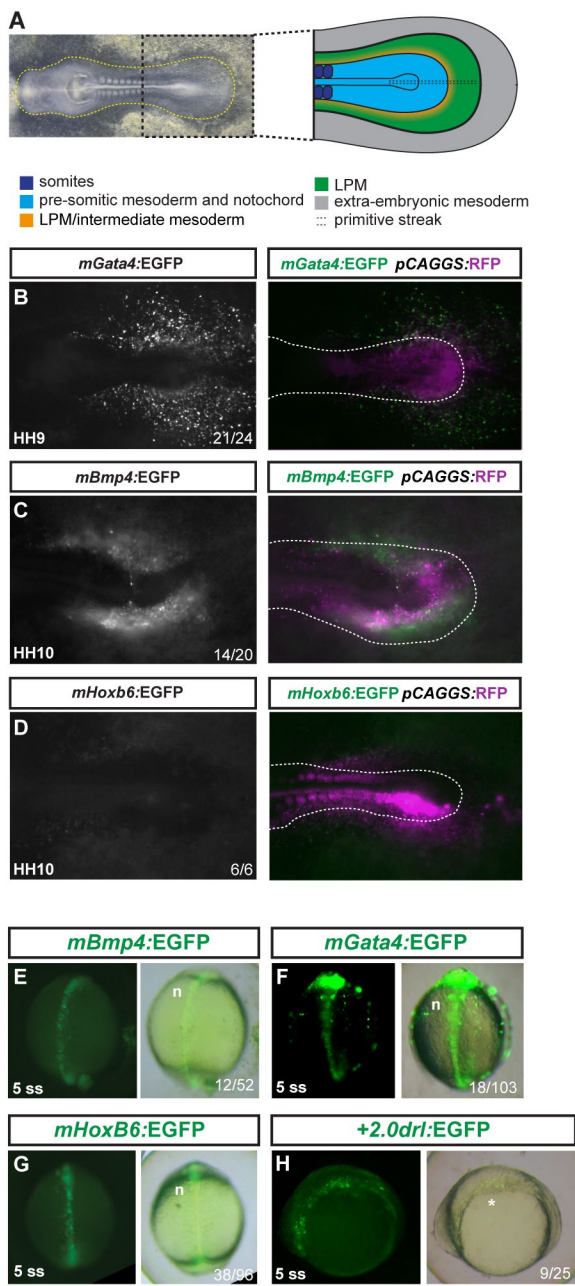 A
somites
pre-somitic mesoderm and notochord
LPM/intermediate mesoderm
LPM
extra-embryonic mesoderm
primitive streak
mGata4:EGFP
mGata4:EGFP pCAGGS:RFP
B
HH9
21/24
mBmp4:EGFP
mBmp4:EGFP pCAGGS:RFP
C
HH10
14/20
mHoxb6:EGFP
mHoxb6:EGFP pCAGGS:RFP
D
HH10
6/6
mBmp4:EGFP
mGata4:EGFP
E
n
5 ss
12/52
F
n
5 ss
18/103
mHoxB6:EGFP
+2.0drl:EGFP
G
n
5 ss
38/96
H
*
5 ss
9/25